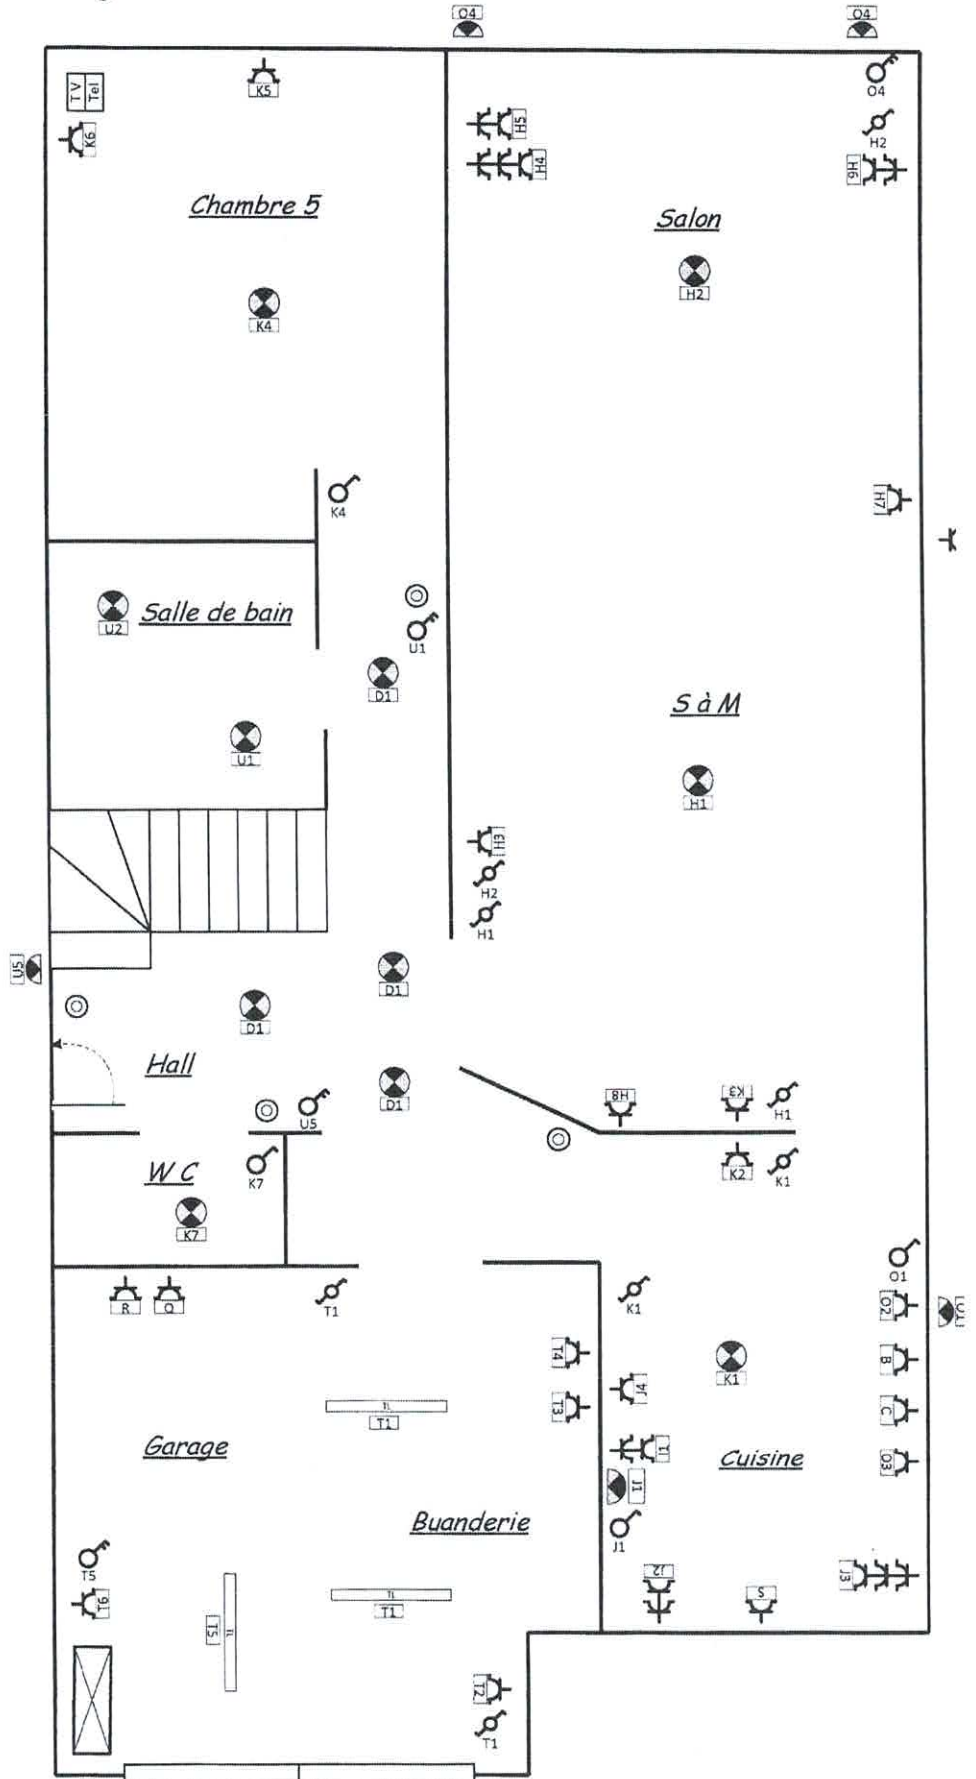 O4
O4
TV
Tel
K5
K6
H5
H4
O4
H2
H6
Chambre 5
Salon
H2
K4
K4
H7
U2
Salle de bain
U1
D1
S à M
U1
H1
H3
H2
H1
U5
D1
D1
Hall
D1
U5
H8
K3
H1
W C
K7
K2
K1
K7
O1
R
Q
T1
K1
O2
O1
T4
K1
B
J4
T3
C
TL
T1
Garage
I1
Cuisine
O3
J1
Buanderie
J1
T5
T6
J2
S
J3
TL
T1
T5
TL
T2
T1